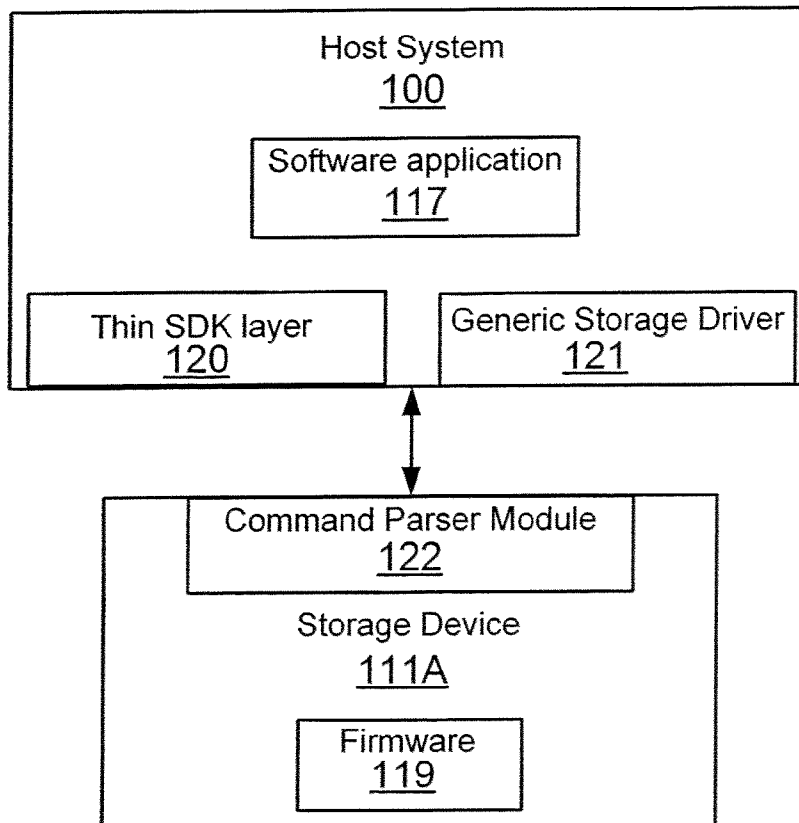 Host System
100
Software application
117
Thin SDK layer
120
Generic Storage Driver
121
Command Parser Module
122
Storage Device
111A
Firmware
119